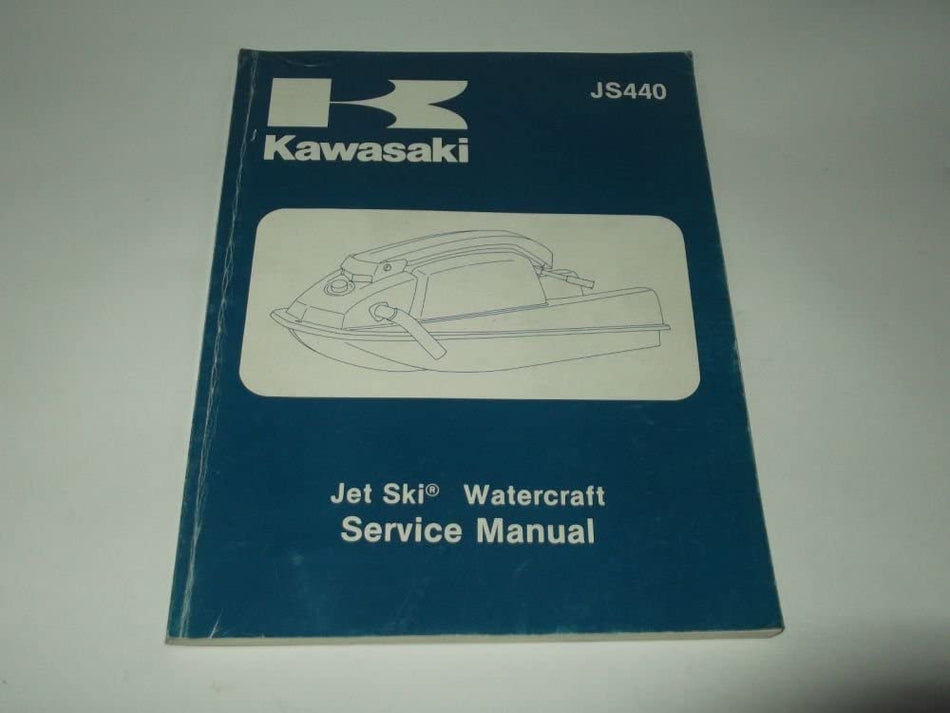 JS440
Kawasaki
Jet Ski® Watercraft
Service Manual